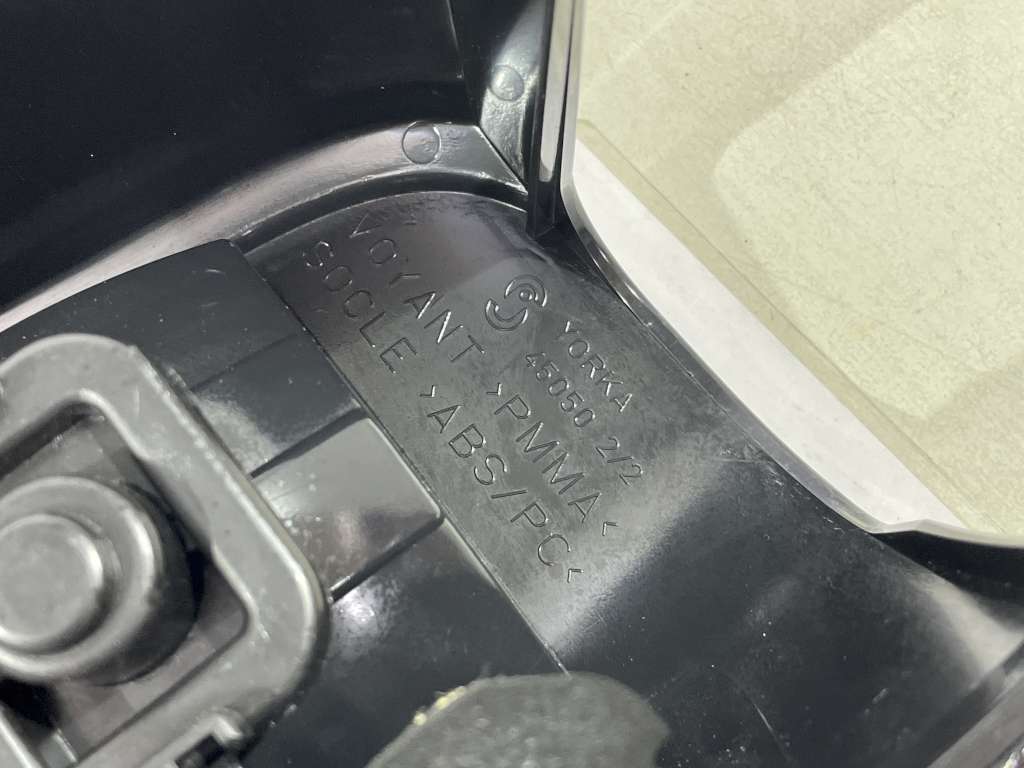 YORKA
45050 2/2
VOYANT >PMMA<
SOCLE >ABS/PC<